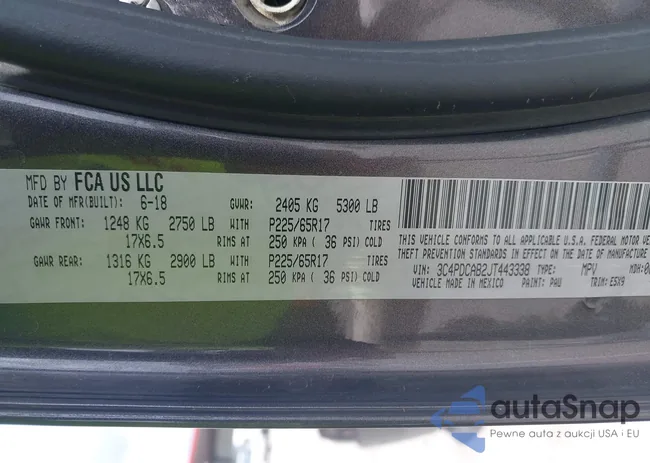 MFD BY FCA US LLC
DATE OF MFR(BUILT): 6-18 GVWR: 2405 KG 5300 LB
GAWR FRONT: 1248 KG 2750 LB WITH P225/65R17 TIRES
17X6.5 RIMS AT 250 KPA ( 36 PSI) COLD
GAWR REAR: 1316 KG 2900 LB WITH P225/65R17 TIRES
17X6.5 RIMS AT 250 KPA ( 36 PSI) COLD
THIS VEHICLE CONFORMS TO ALL APPLICABLE U.S.A. FEDERAL MOTOR
THEFT PREVENTION STANDARDS IN EFFECT ON THE DATE OF MANUFACTURE
VIN: 3C4PDCAB2JT443338 TYPE: MPV MDH:
VEHICLE MADE IN MEXICO PAINT: PAU TRIM: E5X9
autaSnap
Pewne auta z aukcji USA i EU